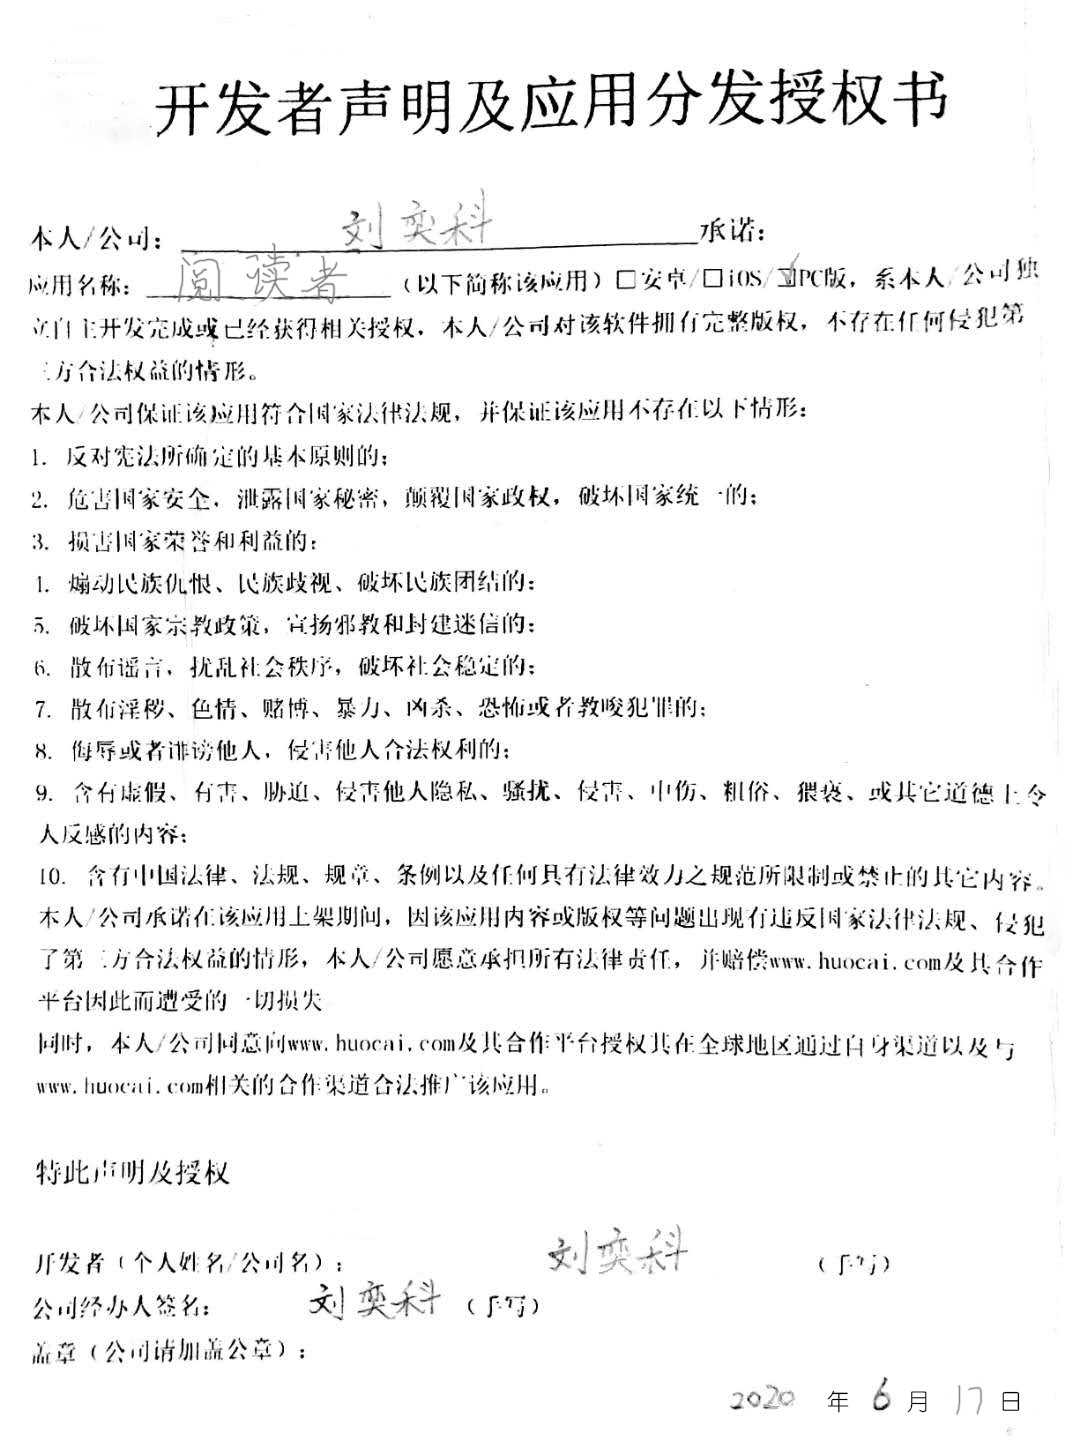 开发者声明及应用分发授权书
本人/公司: 刘奕科 承诺:
应用名称: 阅读者 (以下简称该应用) □安卓/□iOS/☑PC版, 系本人/公司独
立自主开发完成或已经获得相关授权, 本人/公司对该软件拥有完整版权, 不存在任何侵犯第
三方合法权益的情形。
本人/公司保证该应用符合国家法律法规, 并保证该应用不存在以下情形:
1. 反对宪法所确定的基本原则的;
2. 危害国家安全, 泄露国家秘密, 颠覆国家政权, 破坏国家统一的;
3. 损害国家荣誉和利益的;
4. 煽动民族仇恨、民族歧视、破坏民族团结的;
5. 破坏国家宗教政策, 宣扬邪教和封建迷信的;
6. 散布谣言, 扰乱社会秩序, 破坏社会稳定的;
7. 散布淫秽、色情、赌博、暴力、凶杀、恐怖或者教唆犯罪的;
8. 侮辱或者诽谤他人, 侵害他人合法权利的;
9. 含有虚假、有害、胁迫、侵害他人隐私、骚扰、侵害、中伤、粗俗、猥亵、或其它道德上令
人反感的内容;
10. 含有中国法律、法规、规章、条例以及任何具有法律效力之规范所限制或禁止的其它内容。
本人/公司承诺在该应用上架期间, 因该应用内容或版权等问题出现有违反国家法律法规、侵犯
了第三方合法权益的情形, 本人/公司愿意承担所有法律责任, 并赔偿www.huocai.com及其合作
平台因此而遭受的一切损失
同时, 本人/公司同意向www.huocai.com及其合作平台授权其在全球地区通过自身渠道以及与
www.huocai.com相关的合作渠道合法推广该应用。
特此声明及授权
开发者 (个人姓名/公司名): 刘奕科 (手写)
公司经办人签名: 刘奕科 (手写)
盖章 (公司请加盖公章):
2020 年 6 月 17 日